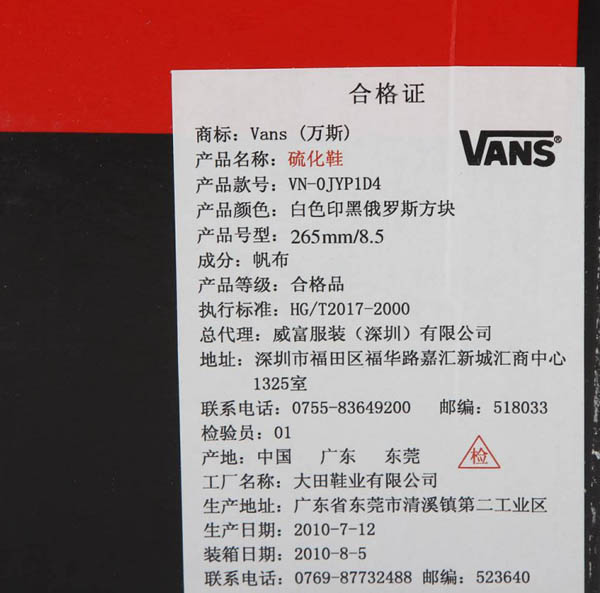 合格证
商标：Vans (万斯)
VANS®
产品名称：硫化鞋
产品款号：VN-0JYP1D4
产品颜色：白色印黑俄罗斯方块
产品号型：265mm/8.5
成分：帆布
产品等级：合格品
执行标准：HG/T2017-2000
总代理：威富服装（深圳）有限公司
地址：深圳市福田区福华路嘉汇新城汇商中心
1325室
联系电话：0755-83649200 邮编：518033
检验员：01
产地：中国 广东 东莞 检
工厂名称：大田鞋业有限公司
生产地址：广东省东莞市清溪镇第二工业区
生产日期：2010-7-12
装箱日期：2010-8-5
联系电话：0769-87732488 邮编：523640